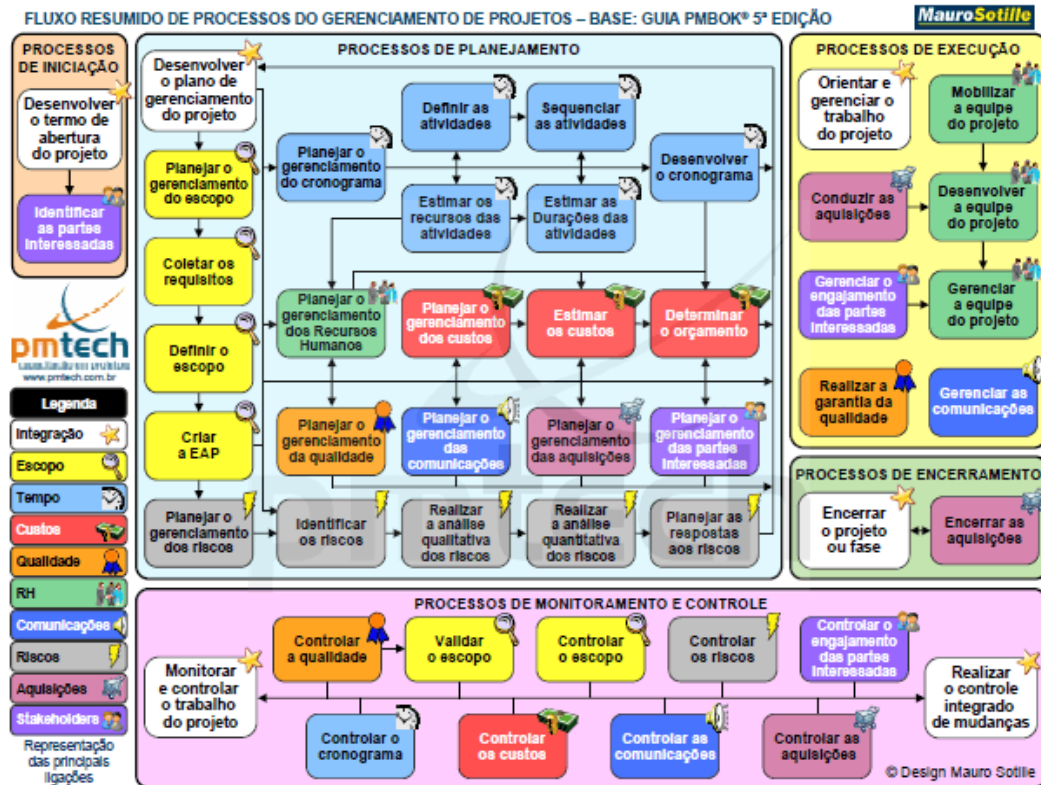 FLUXO RESUMIDO DE PROCESSOS DO GERENCIAMENTO DE PROJETOS – BASE: GUIA PMBOK® 5ª EDIÇÃO
MauroSotille
PROCESSOS
DE INICIAÇÃO
Desenvolver
o termo de
abertura
do projeto
Identificar
as partes
Interessadas
pmtech
capacitação em projetos
www.pmtech.com.br
Legenda
Integração
Escopo
Tempo
Custos
Qualidade
RH
Comunicações
Riscos
Aquisições
Stakeholders
Representação
das principais
ligações
PROCESSOS DE PLANEJAMENTO
Desenvolver
o plano de
gerenciamento
do projeto
Definir as
atividades
Sequenciar
as atividades
Planejar o
gerenciamento
do escopo
Planejar o
gerenciamento
do cronograma
Desenvolver
o cronograma
Estimar os
recursos das
atividades
Estimar as
Durações das
atividades
Coletar os
requisitos
Planejar o
gerenciamento
dos Recursos
Humanos
Planejar o
gerenciamento
dos custos
Estimar
os custos
Determinar
o orçamento
Definir o
escopo
Criar
a EAP
Planejar o
gerenciamento
da qualidade
Planejar o
gerenciamento
das
comunicações
Planejar o
gerenciamento
das aquisições
Planejar o
gerenciamento
das partes
Interessadas
Planejar o
gerenciamento
dos riscos
Identificar
os riscos
Realizar
a análise
qualitativa
dos riscos
Realizar
a análise
quantitativa
dos riscos
Planejar as
respostas
aos riscos
pmtech
PROCESSOS DE EXECUÇÃO
Orientar e
gerenciar o
trabalho
do projeto
Mobilizar
a equipe
do projeto
Conduzir as
aquisições
Desenvolver
a equipe
do projeto
Gerenciar o
engajamento
das partes
Interessadas
Gerenciar
a equipe
do projeto
Realizar a
garantia da
qualidade
Gerenciar as
comunicações
PROCESSOS DE ENCERRAMENTO
Encerrar
o projeto
ou fase
Encerrar as
aquisições
PROCESSOS DE MONITORAMENTO E CONTROLE
Monitorar
e controlar
o trabalho
do projeto
Controlar
a qualidade
Validar
o escopo
Controlar
o escopo
Controlar
os riscos
Controlar o
engajamento
das partes
Interessadas
Realizar
o controle
integrado
de mudanças
Controlar o
cronograma
Controlar
os custos
Controlar as
comunicações
Controlar as
aquisições
© Design Mauro Sotille